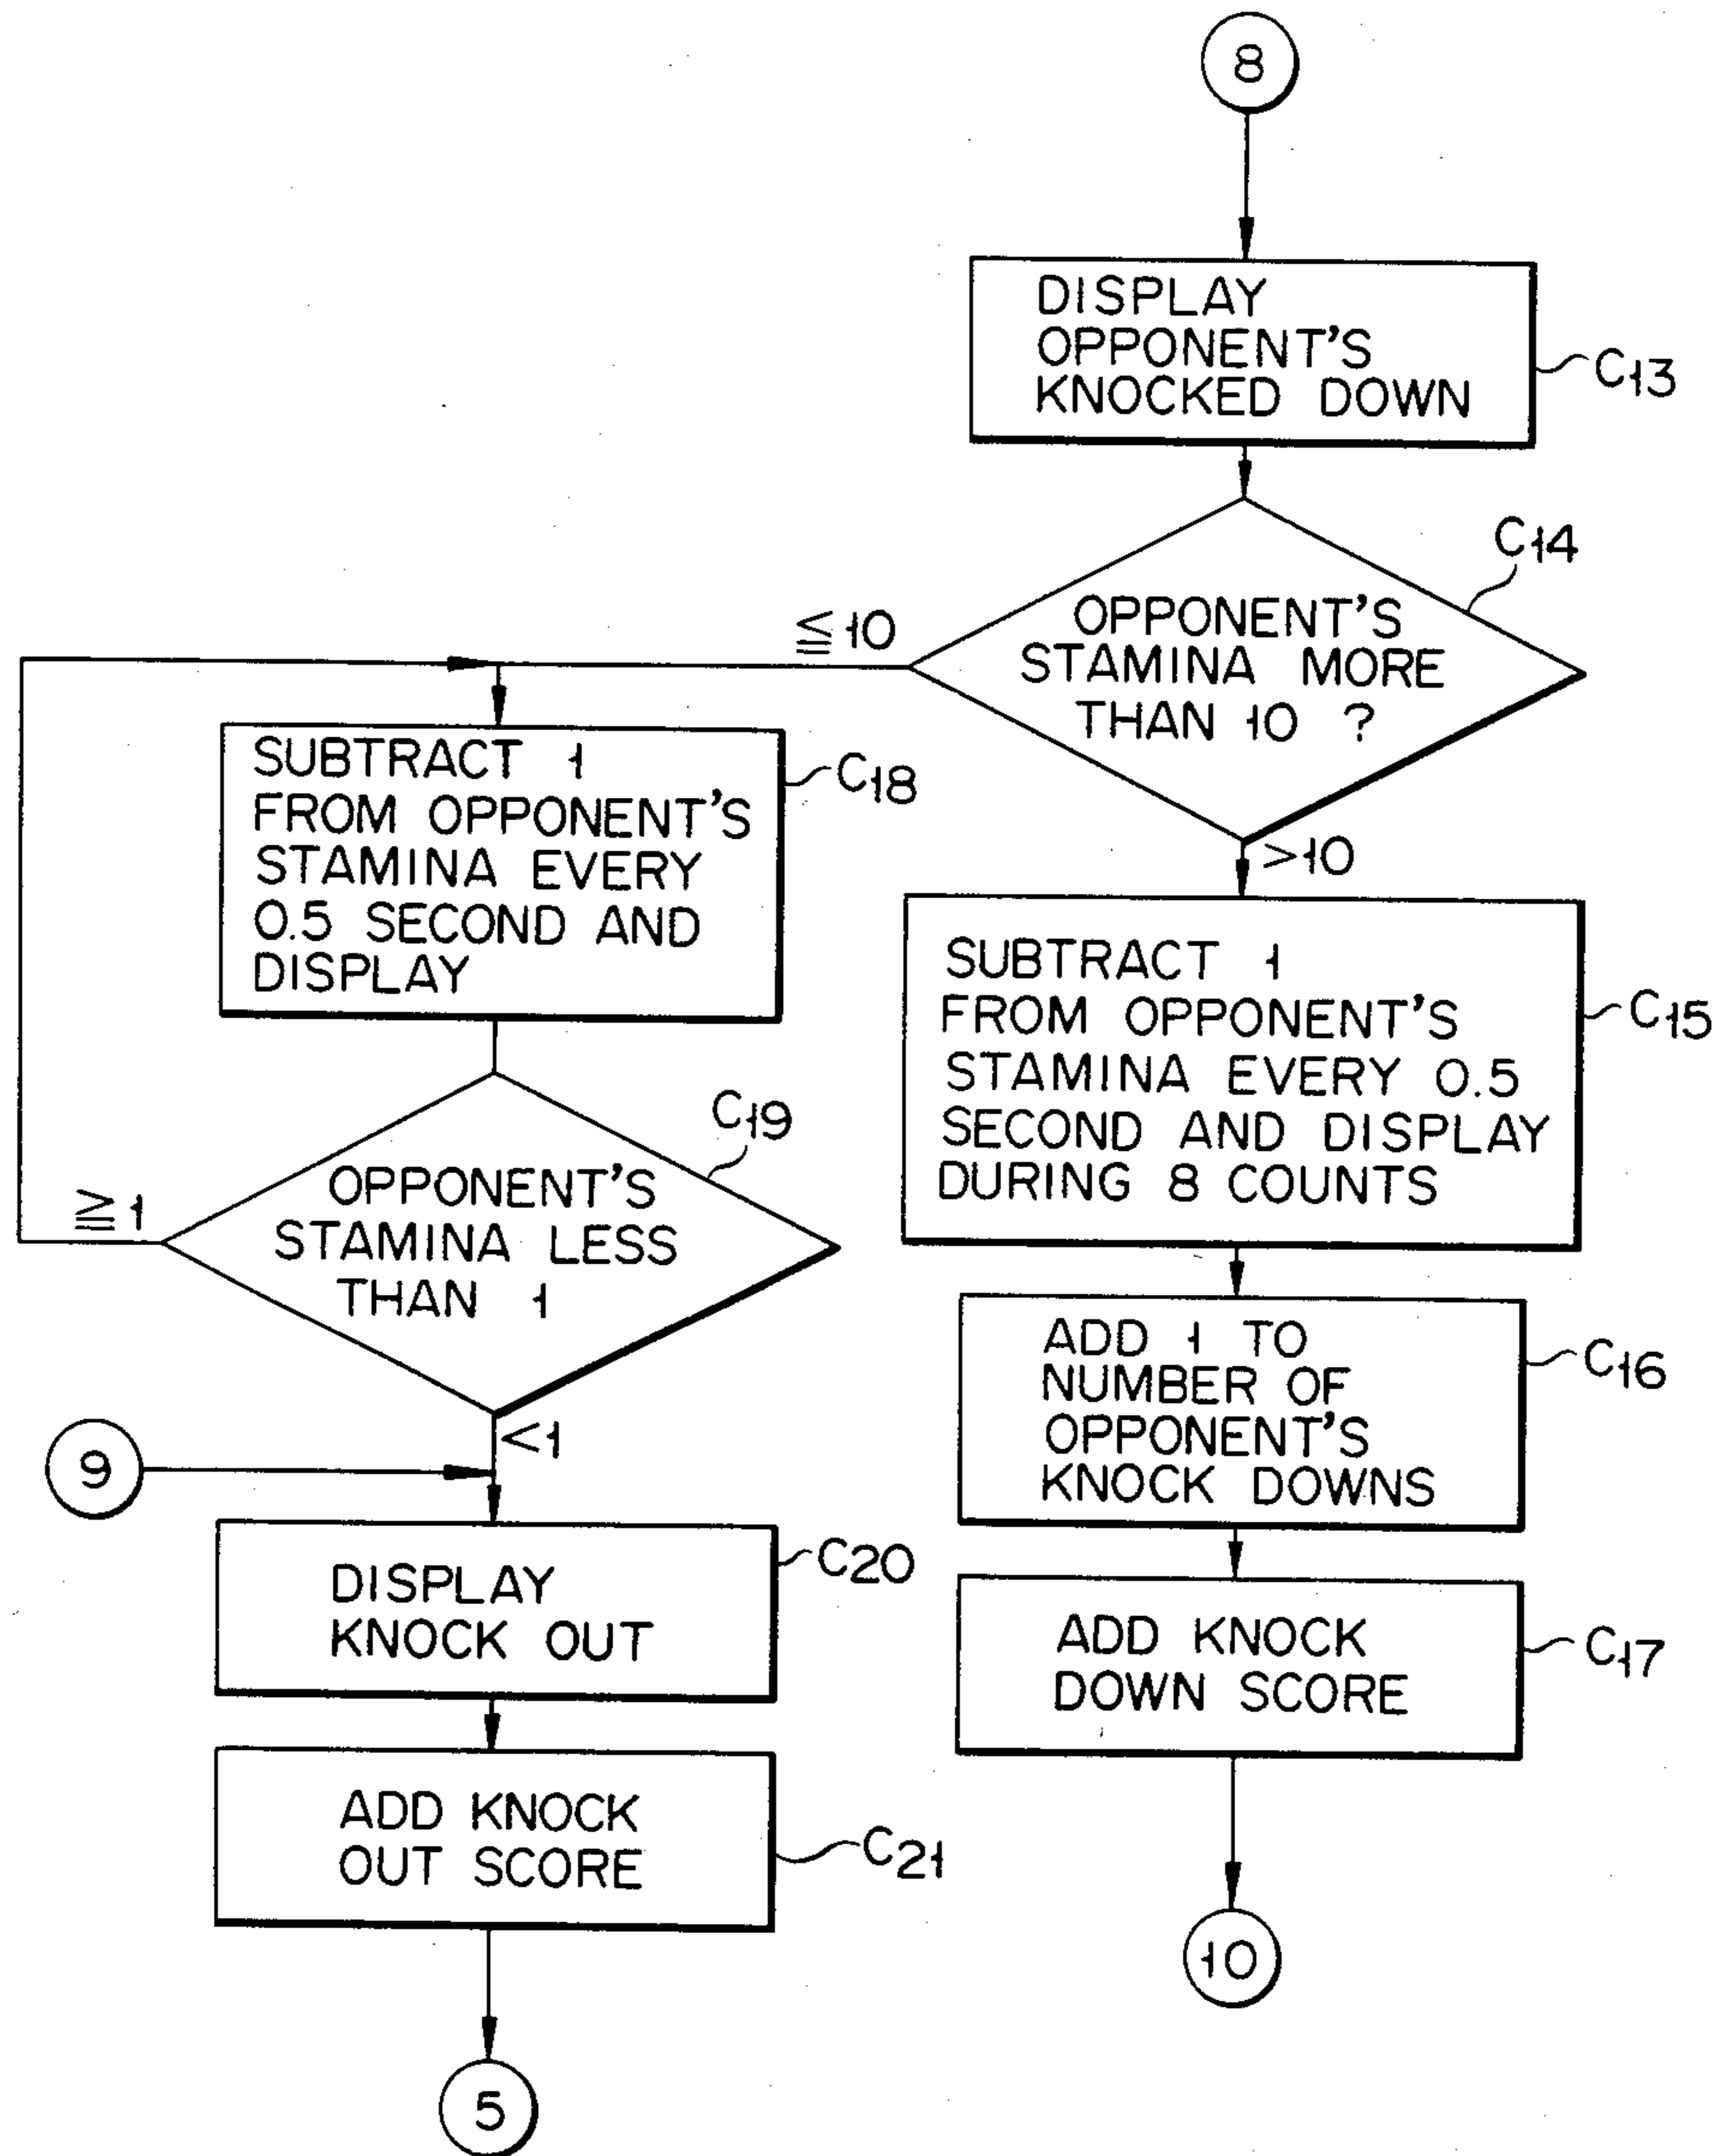 8
DISPLAY
OPPONENT'S
KNOCKED DOWN
C13
C14
OPPONENT'S
STAMINA MORE
THAN 10 ?
≦10
>10
SUBTRACT 1
FROM OPPONENT'S
STAMINA EVERY 0.5
SECOND AND DISPLAY
DURING 8 COUNTS
C15
ADD 1 TO
NUMBER OF
OPPONENT'S
KNOCK DOWNS
C16
ADD KNOCK
DOWN SCORE
C17
10
SUBTRACT 1
FROM OPPONENT'S
STAMINA EVERY
0.5 SECOND AND
DISPLAY
C18
C19
OPPONENT'S
STAMINA LESS
THAN 1
≧1
<1
9
DISPLAY
KNOCK OUT
C20
ADD KNOCK
OUT SCORE
C21
5